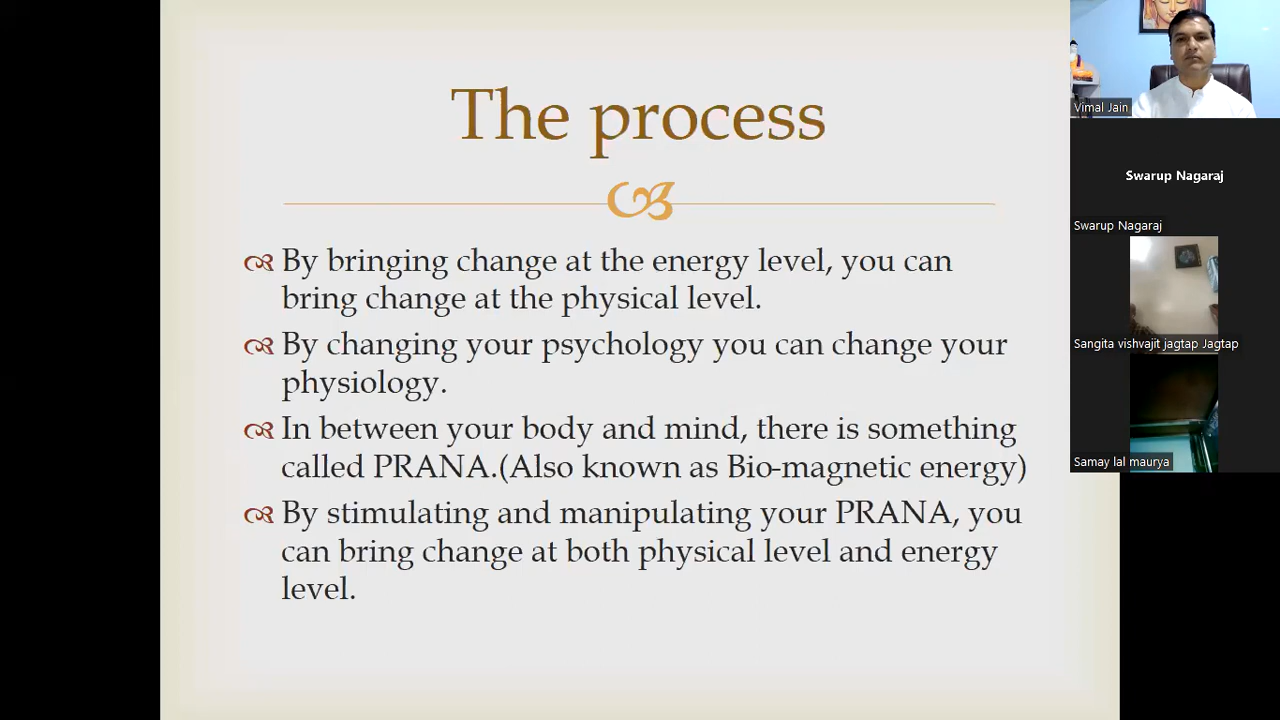 The process
By bringing change at the energy level, you can
bring change at the physical level.
By changing your psychology you can change your
physiology.
In between your body and mind, there is something
called PRANA.(Also known as Bio-magnetic energy)
By stimulating and manipulating your PRANA, you
can bring change at both physical level and energy
level.
Vimal Jain
Swarup Nagaraj
Swarup Nagaraj
Sangita vishvajit jagtap Jagtap
Samay lal maurya